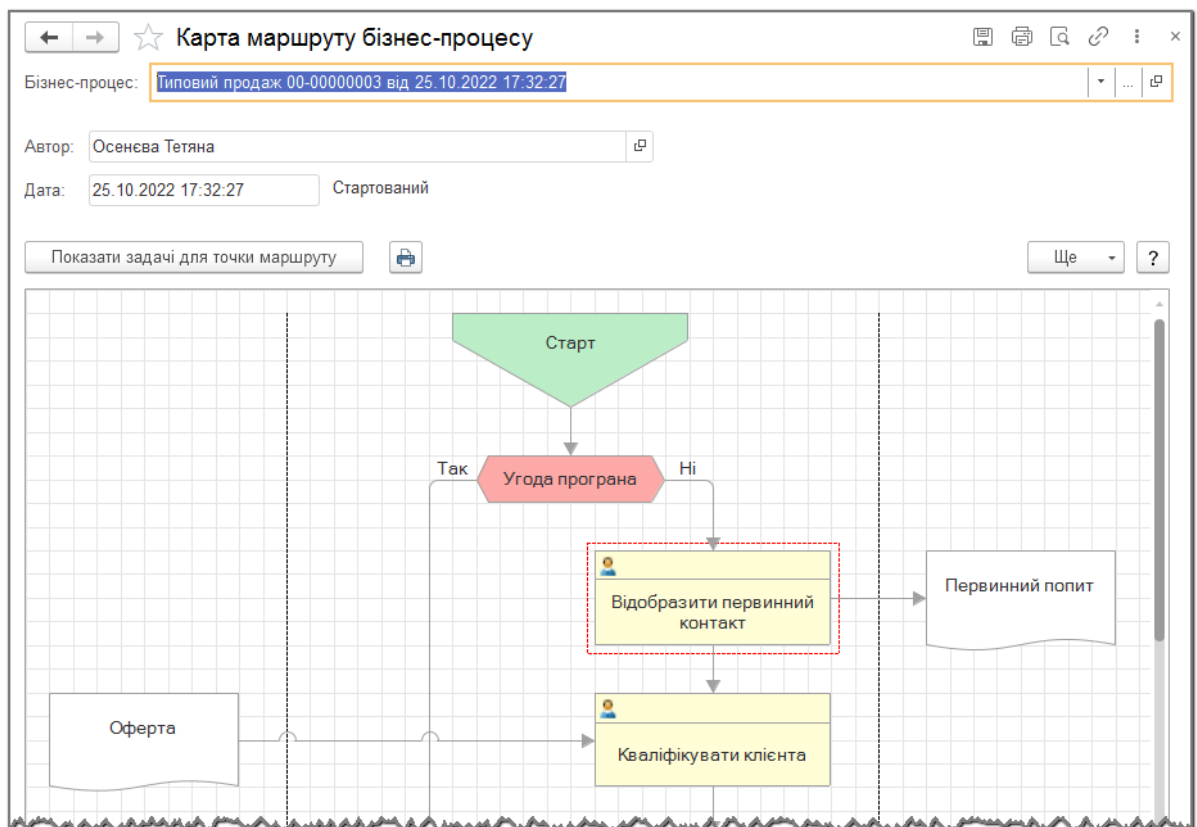 Карта маршруту бізнес-процесу
Бізнес-процес: Типовий продаж 00-00000003 від 25.10.2022 17:32:27
Автор: Осенєва Тетяна
Дата: 25.10.2022 17:32:27 Стартований
Показати задачі для точки маршруту Ще ?
Старт
Так Угода програна Ні
Відобразити первинний
контакт
Первинний попит
Оферта
Кваліфікувати клієнта